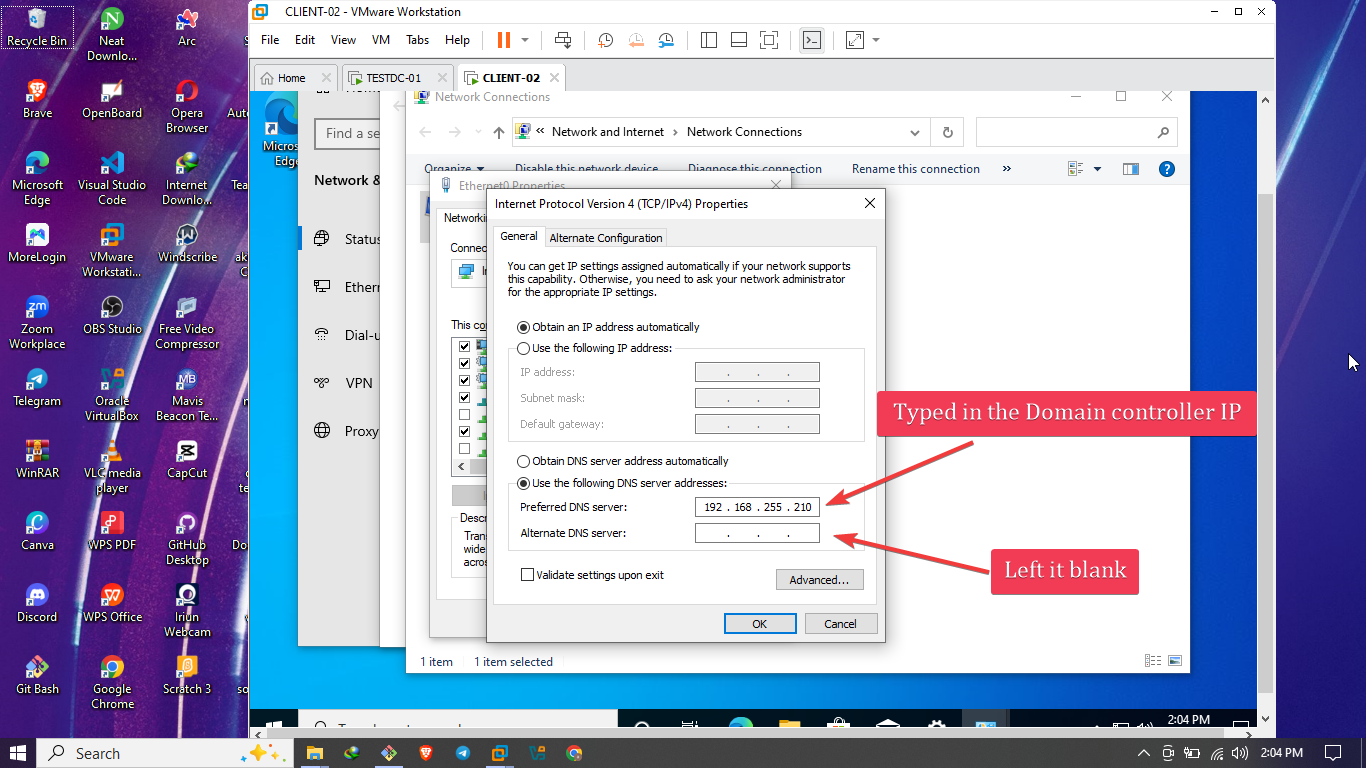 CLIENT-02 - VMware Workstation
File Edit View VM Tabs Help
Home
TESTDC-01
CLIENT-02
Recycle Bin
Neat
Downlo...
Arc
Brave
OpenBoard
Opera
Browser
Microsoft
Edge
Visual Studio
Code
Internet
Downlo...
MoreLogin
VMware
Workstati...
Windscribe
Zoom
Workplace
OBS Studio
Free Video
Compressor
Telegram
Oracle
VirtualBox
Mavis
Beacon Te...
WinRAR
VLC media
player
CapCut
Canva
WPS PDF
GitHub
Desktop
Discord
WPS Office
Iriun
Webcam
Git Bash
Google
Chrome
Scratch 3
Find a se
Network &
Status
Ethern
Dial-u
VPN
Proxy
Network Connections
« Network and Internet › Network Connections
Organize
Disable this network device
Diagnose this connection
Rename this connection
»
Ethernet0 Properties
Networki
Connec
This co
Descri
Trans
wide
acros
Internet Protocol Version 4 (TCP/IPv4) Properties
General
Alternate Configuration
You can get IP settings assigned automatically if your network supports
this capability. Otherwise, you need to ask your network administrator
for the appropriate IP settings.
Obtain an IP address automatically
Use the following IP address:
IP address:
Subnet mask:
Default gateway:
Obtain DNS server address automatically
Use the following DNS server addresses:
Preferred DNS server: 192 . 168 . 255 . 210
Alternate DNS server: . . .
Validate settings upon exit
Advanced...
OK
Cancel
Typed in the Domain controller IP
Left it blank
1 item
1 item selected
2:04 PM
Search
2:04 PM